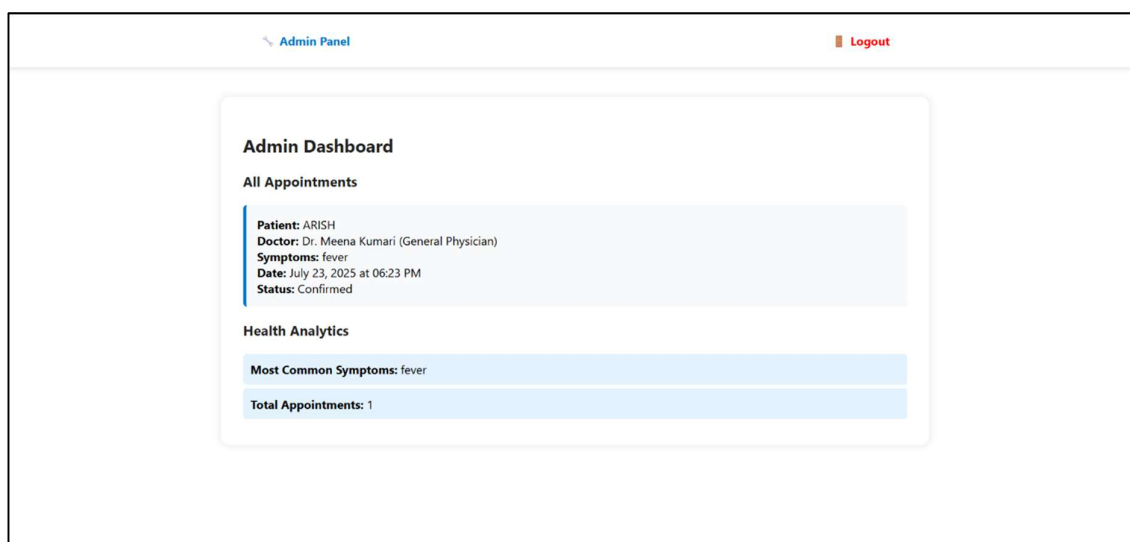 Admin Panel
Logout
Admin Dashboard
All Appointments
Patient: ARISH
Doctor: Dr. Meena Kumari (General Physician)
Symptoms: fever
Date: July 23, 2025 at 06:23 PM
Status: Confirmed
Health Analytics
Most Common Symptoms: fever
Total Appointments: 1